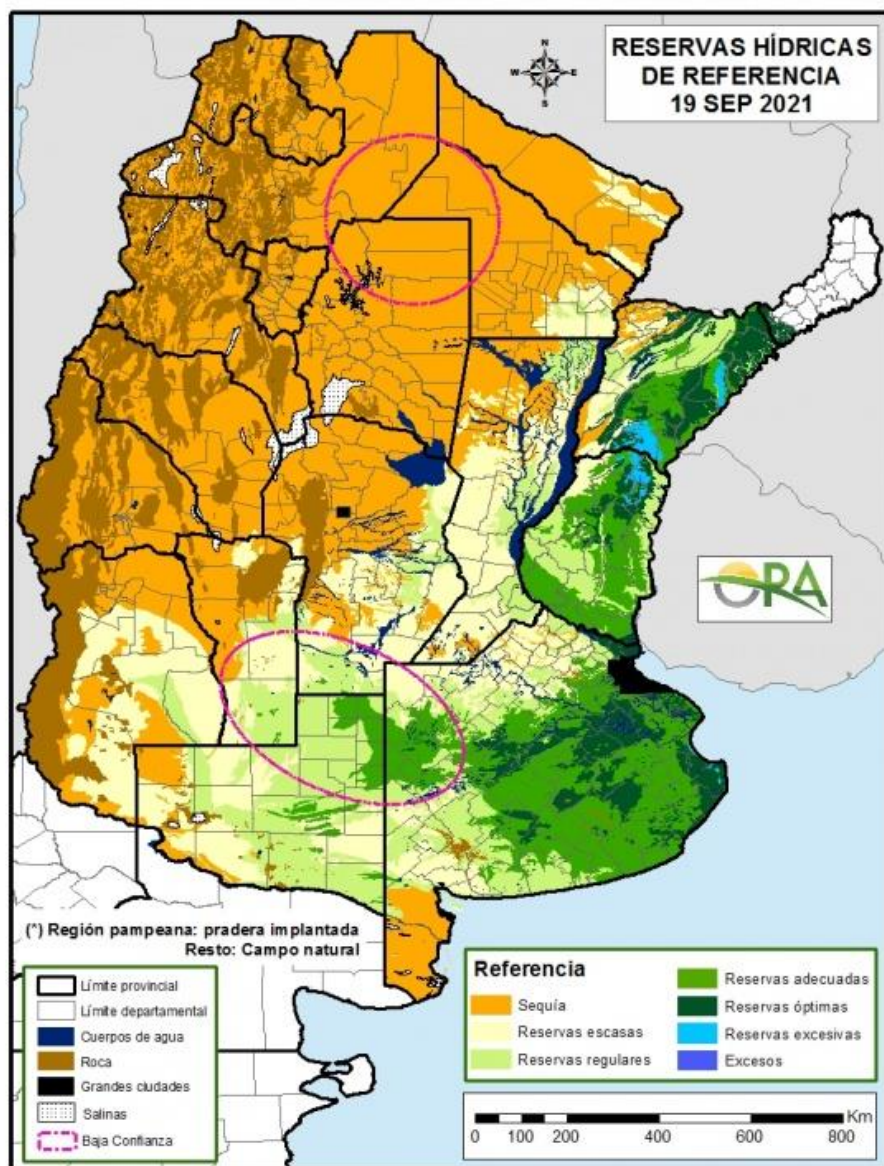 RESERVAS HÍDRICAS
DE REFERENCIA
19 SEP 2021
N
W
E
S
ORA
(*) Región pampeana: pradera implantada
Resto: Campo natural
Límite provincial
Límite departamental
Cuerpos de agua
Roca
Grandes ciudades
Salinas
Baja Confianza
Referencia
Sequía
Reservas escasas
Reservas regulares
Reservas adecuadas
Reservas óptimas
Reservas excesivas
Excesos
Km
0 100 200 400 600 800